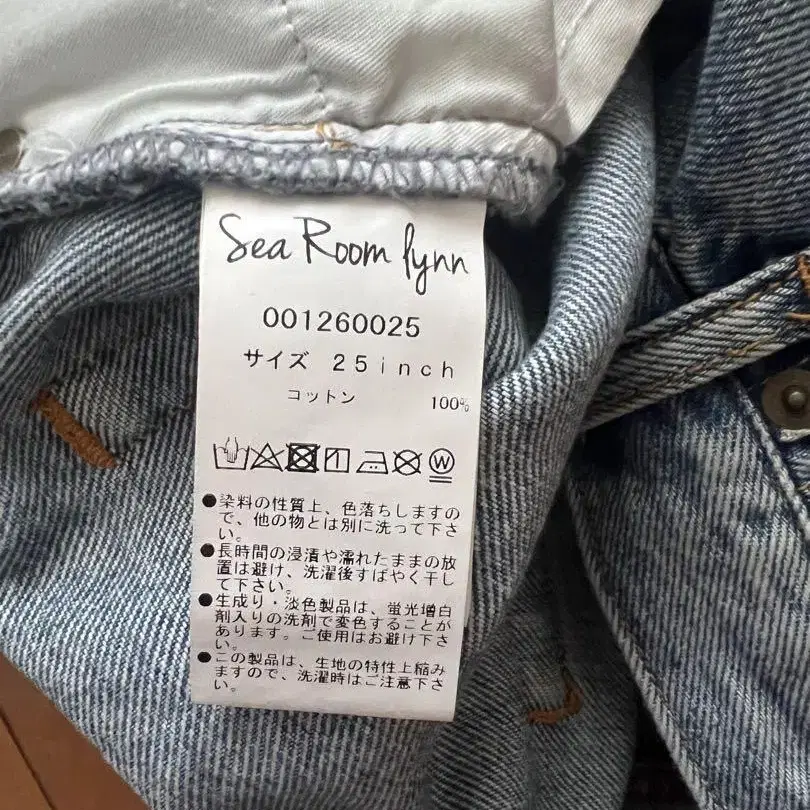 Sea Room lynn
001260025
サイズ 25inch
コットン 100%
W
●染料の性質上、色落ちしますの
で、他の物とは別に洗って下さ
い。
●長時間の浸漬や濡れたままの放
置は避け、洗濯後すばやく干し
て下さい。
●生成り・淡色製品は、蛍光増白
剤入りの洗剤で変色することが
あります。ご使用はお避け下さ
い。
●この製品は、生地の特性上縮み
ますので、洗濯時はご注意下さ
い。